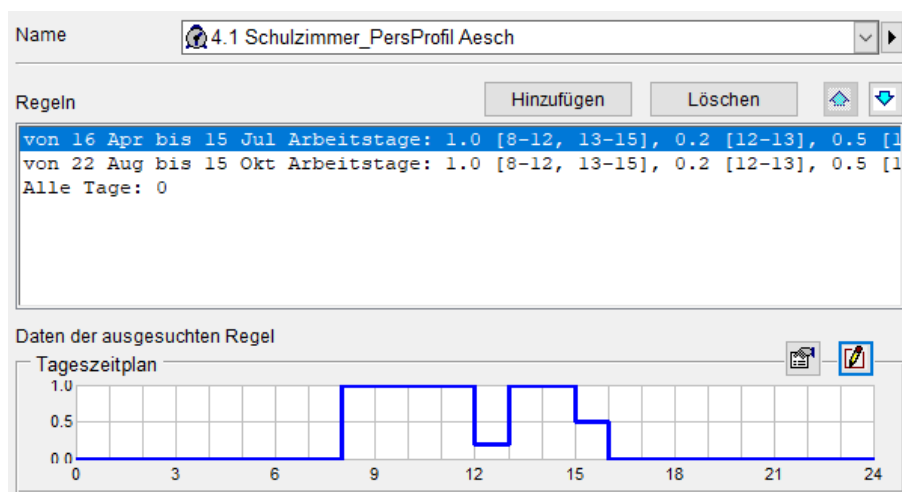 Name 4.1 Schulzimmer_PersProfil Aesch
Regeln Hinzufügen Löschen
von 16 Apr bis 15 Jul Arbeitstage: 1.0 [8-12, 13-15], 0.2 [12-13], 0.5 [1
von 22 Aug bis 15 Okt Arbeitstage: 1.0 [8-12, 13-15], 0.2 [12-13], 0.5 [1
Alle Tage: 0
Daten der ausgesuchten Regel
Tageszeitplan
1.0
0.5
0.0
0 3 6 9 12 15 18 21 24